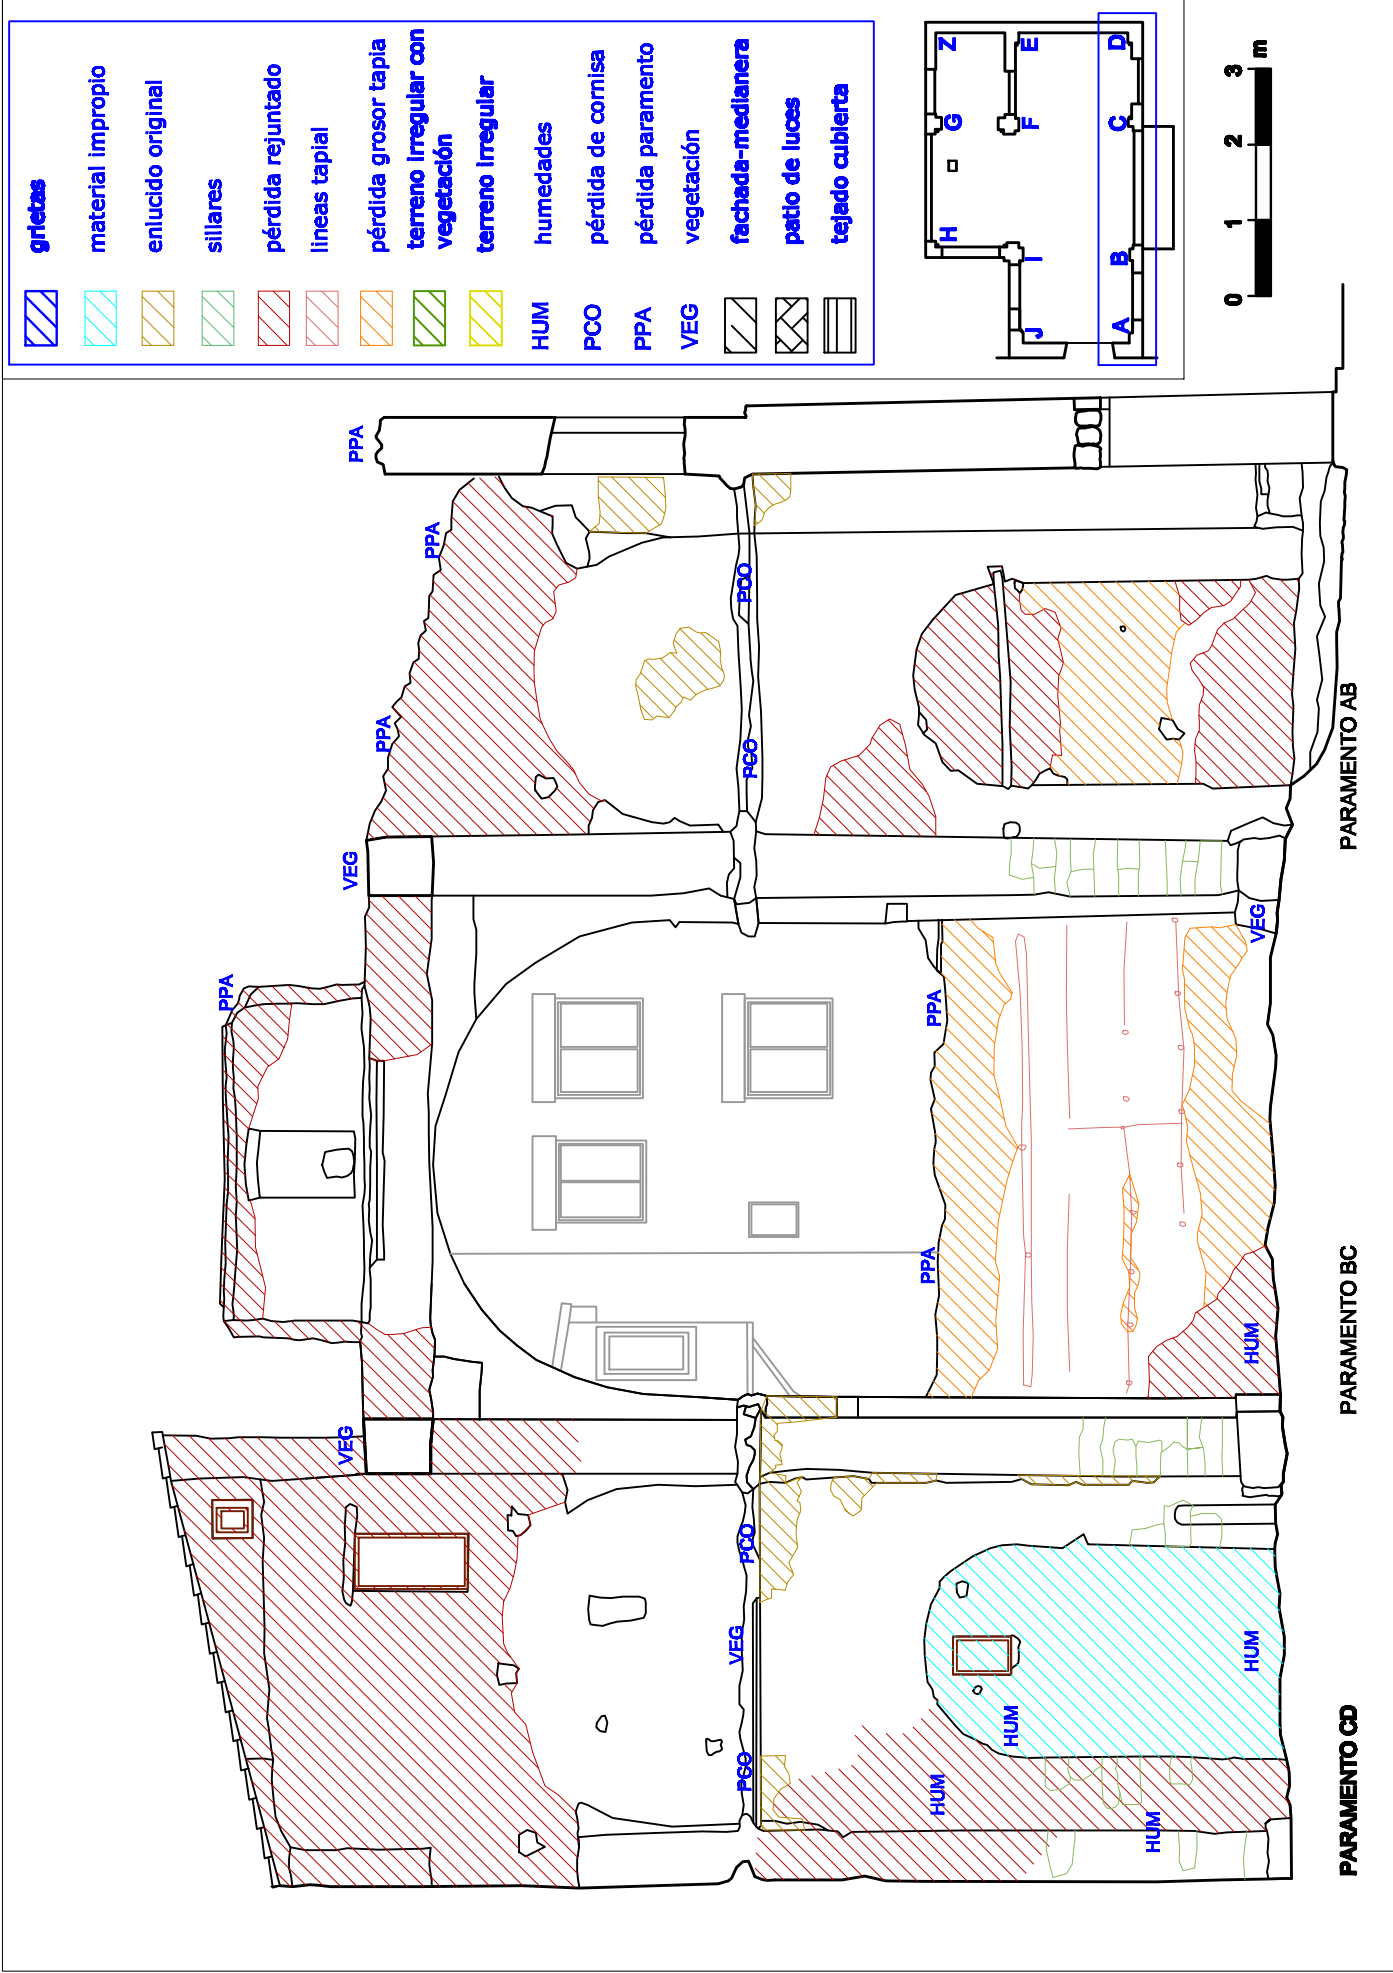 grietas
material impropio
enlucido original
sillares
pérdida rejuntado
lineas tapial
pérdida grosor tapia
terreno irregular con
vegetación
terreno irregular
HUM humedades
PCO pérdida de cornisa
PPA pérdida paramento
VEG vegetación
fachada-medianera
patio de luces
tejado cubierta
H G Z
I F E
J
A B C D
0 1 2 3 m
PPA
PPA
PPA
PPA
VEG
VEG
PCO
VEG
PCO
PCO
PCO
PPA
PPA
HUM
HUM
HUM
HUM
HUM
VEG
PARAMENTO CD
PARAMENTO BC
PARAMENTO AB